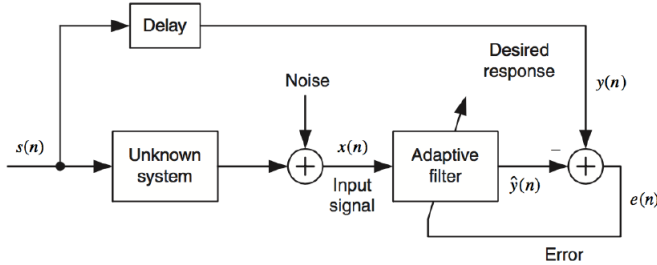 Delay
Desired
response
Noise
y(n)
s(n)
Unknown
system
+
x(n)
Input
signal
Adaptive
filter
−
ŷ(n)
+
e(n)
Error